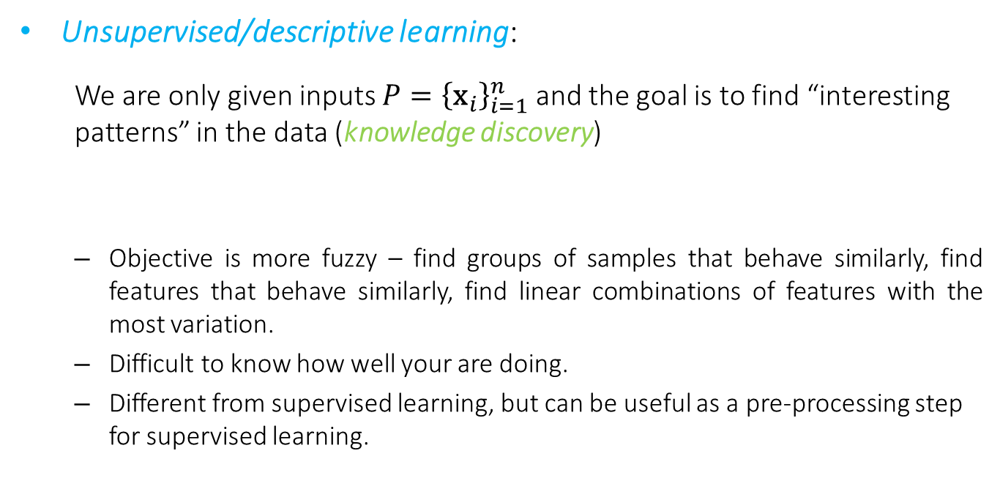 • Unsupervised/descriptive learning:
We are only given inputs P = {𝐱ᵢ}ⁿᵢ₌₁ and the goal is to find “interesting
patterns” in the data (knowledge discovery)
– Objective is more fuzzy – find groups of samples that behave similarly, find
features that behave similarly, find linear combinations of features with the
most variation.
– Difficult to know how well your are doing.
– Different from supervised learning, but can be useful as a pre-processing step
for supervised learning.